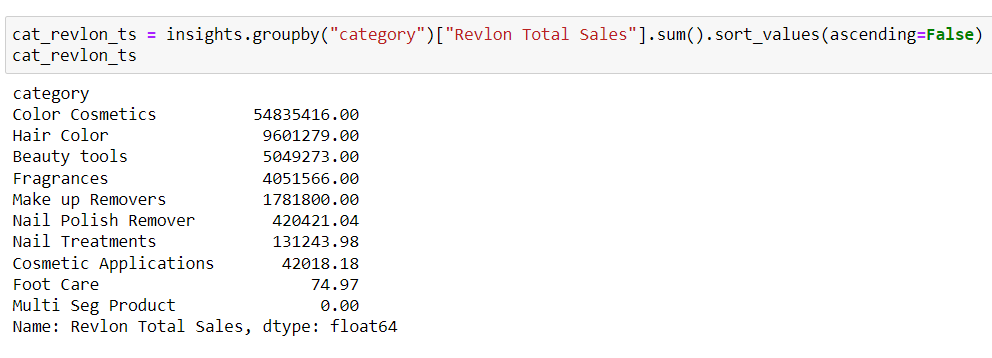 cat_revlon_ts = insights.groupby("category")["Revlon Total Sales"].sum().sort_values(ascending=False)
cat_revlon_ts
category
Color Cosmetics 54835416.00
Hair Color 9601279.00
Beauty tools 5049273.00
Fragrances 4051566.00
Make up Removers 1781800.00
Nail Polish Remover 420421.04
Nail Treatments 131243.98
Cosmetic Applications 42018.18
Foot Care 74.97
Multi Seg Product 0.00
Name: Revlon Total Sales, dtype: float64